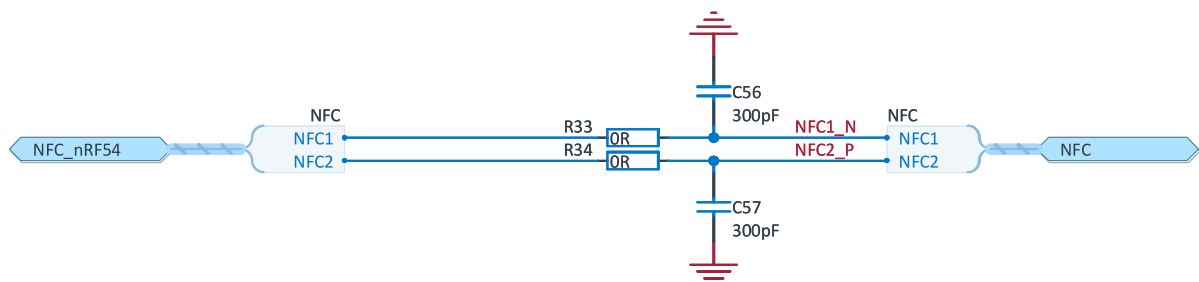 C56
300pF
NFC
R33
0R
NFC1_N
NFC
NFC1
NFC1
NFC_nRF54
R34
0R
NFC2_P
NFC
NFC2
NFC2
C57
300pF